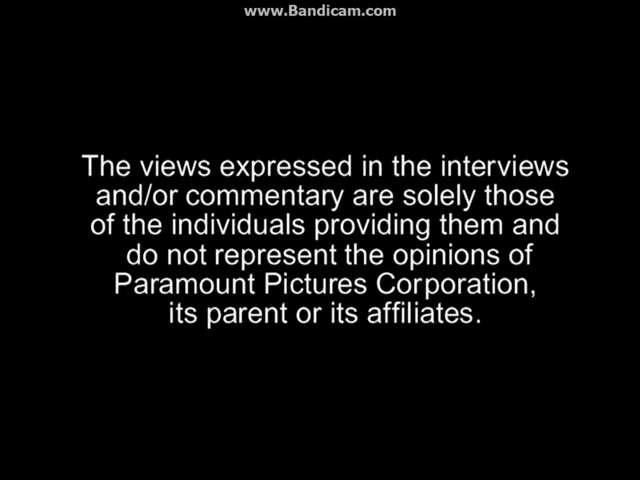 www.Bandicam.com
The views expressed in the interviews
and/or commentary are solely those
of the individuals providing them and
do not represent the opinions of
Paramount Pictures Corporation,
its parent or its affiliates.